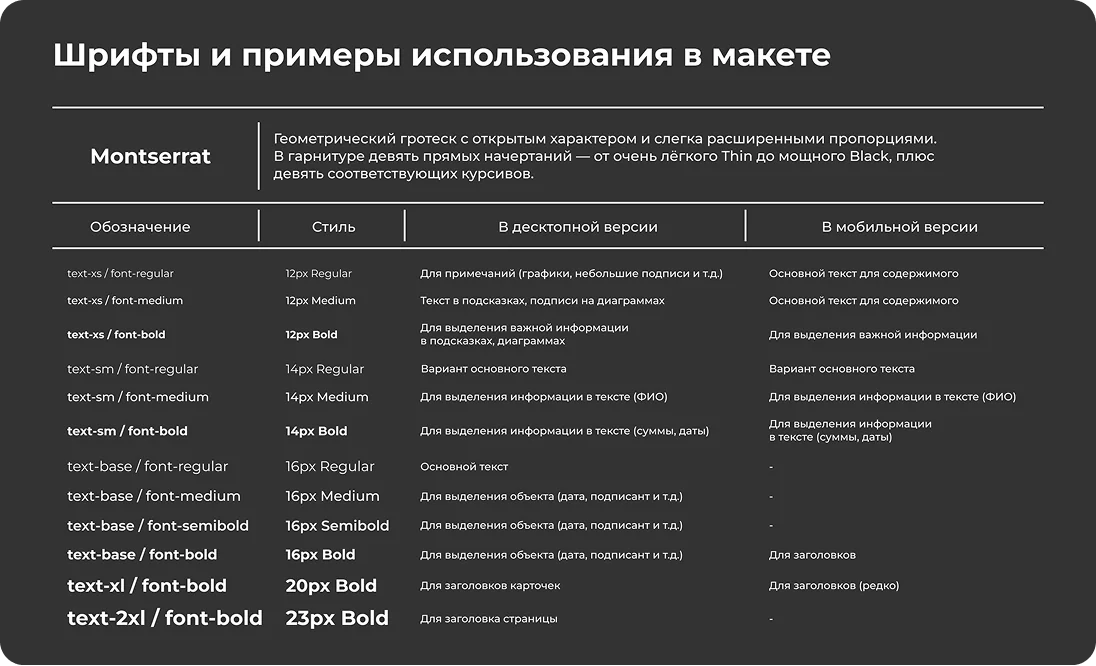 Шрифты и примеры использования в макете
Montserrat
Геометрический гротеск с открытым характером и слегка расширенными пропорциями.
В гарнитуре девять прямых начертаний — от очень лёгкого Thin до мощного Black, плюс
девять соответствующих курсивов.
Обозначение Стиль В десктопной версии В мобильной версии
text-xs / font-regular 12px Regular Для примечаний (графики, небольшие подписи и т.д.) Основной текст для содержимого
text-xs / font-medium 12px Medium Текст в подсказках, подписи на диаграммах Основной текст для содержимого
text-xs / font-bold 12px Bold Для выделения важной информации
в подсказках, диаграммах Для выделения важной информации
text-sm / font-regular 14px Regular Вариант основного текста Вариант основного текста
text-sm / font-medium 14px Medium Для выделения информации в тексте (ФИО) Для выделения информации в тексте (ФИО)
text-sm / font-bold 14px Bold Для выделения информации в тексте (суммы, даты) Для выделения информации
в тексте (суммы, даты)
text-base / font-regular 16px Regular Основной текст -
text-base / font-medium 16px Medium Для выделения объекта (дата, подписант и т.д.) -
text-base / font-semibold 16px Semibold Для выделения объекта (дата, подписант и т.д.) -
text-base / font-bold 16px Bold Для выделения объекта (дата, подписант и т.д.) Для заголовков
text-xl / font-bold 20px Bold Для заголовков карточек Для заголовков (редко)
text-2xl / font-bold 23px Bold Для заголовка страницы -